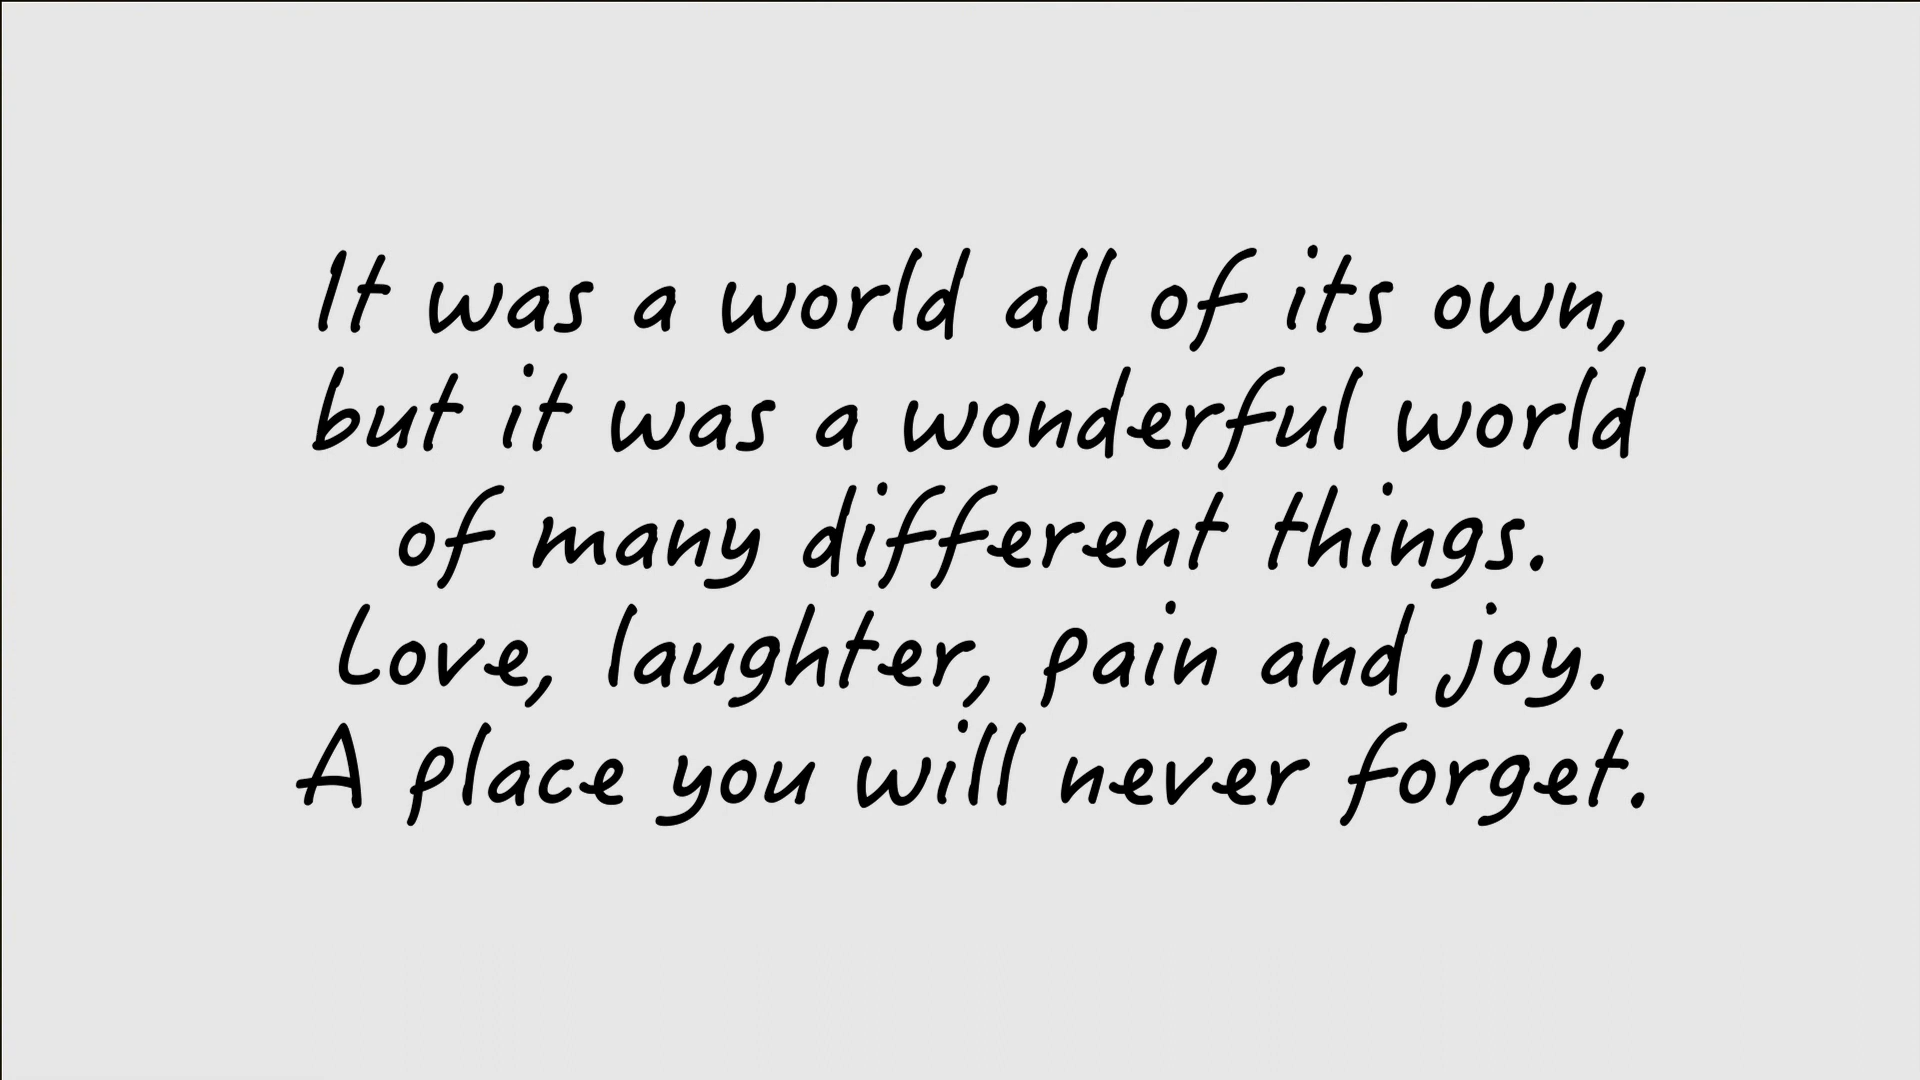 It was a world all of its own,
but it was a wonderful world
of many different things.
Love, laughter, pain and joy.
A place you will never forget.